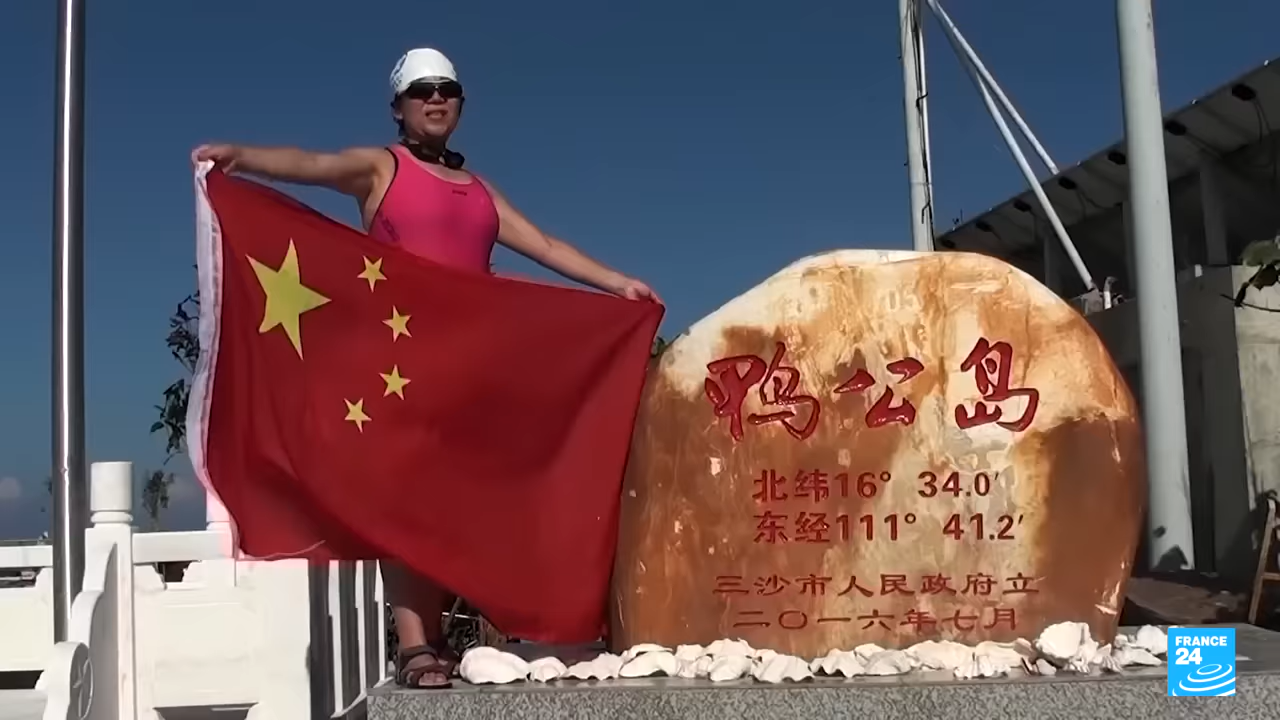 鸭公岛
北纬16° 34.0′
东经111° 41.2′
三沙市人民政府立
二〇一六年七月
FRANCE
24